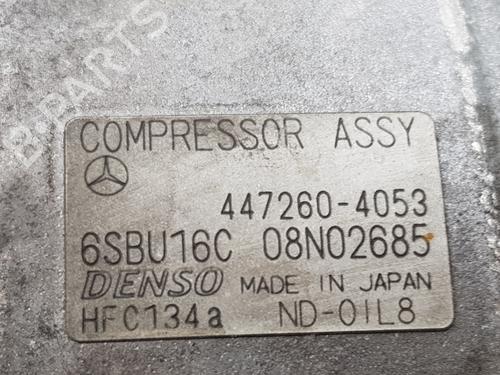 B-PARTS
COMPRESSOR ASSY
447260-4053
6SBU16C 08N02685
DENSO MADE IN JAPAN
HFC134a ND-OIL8